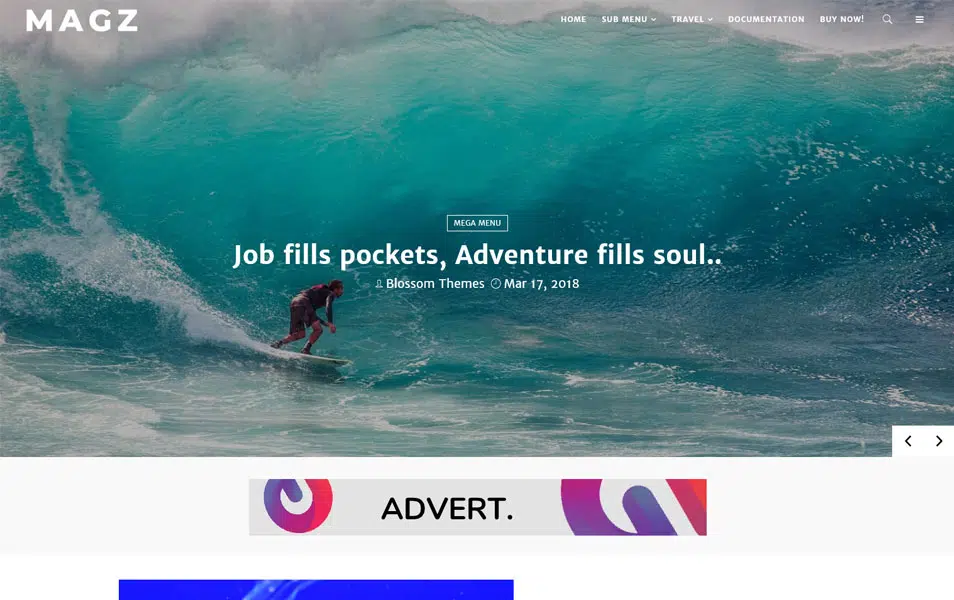 MAGZ
HOME SUB MENU TRAVEL DOCUMENTATION BUY NOW!
MEGA MENU
Job fills pockets, Adventure fills soul..
Blossom Themes Mar 17, 2018
ADVERT.